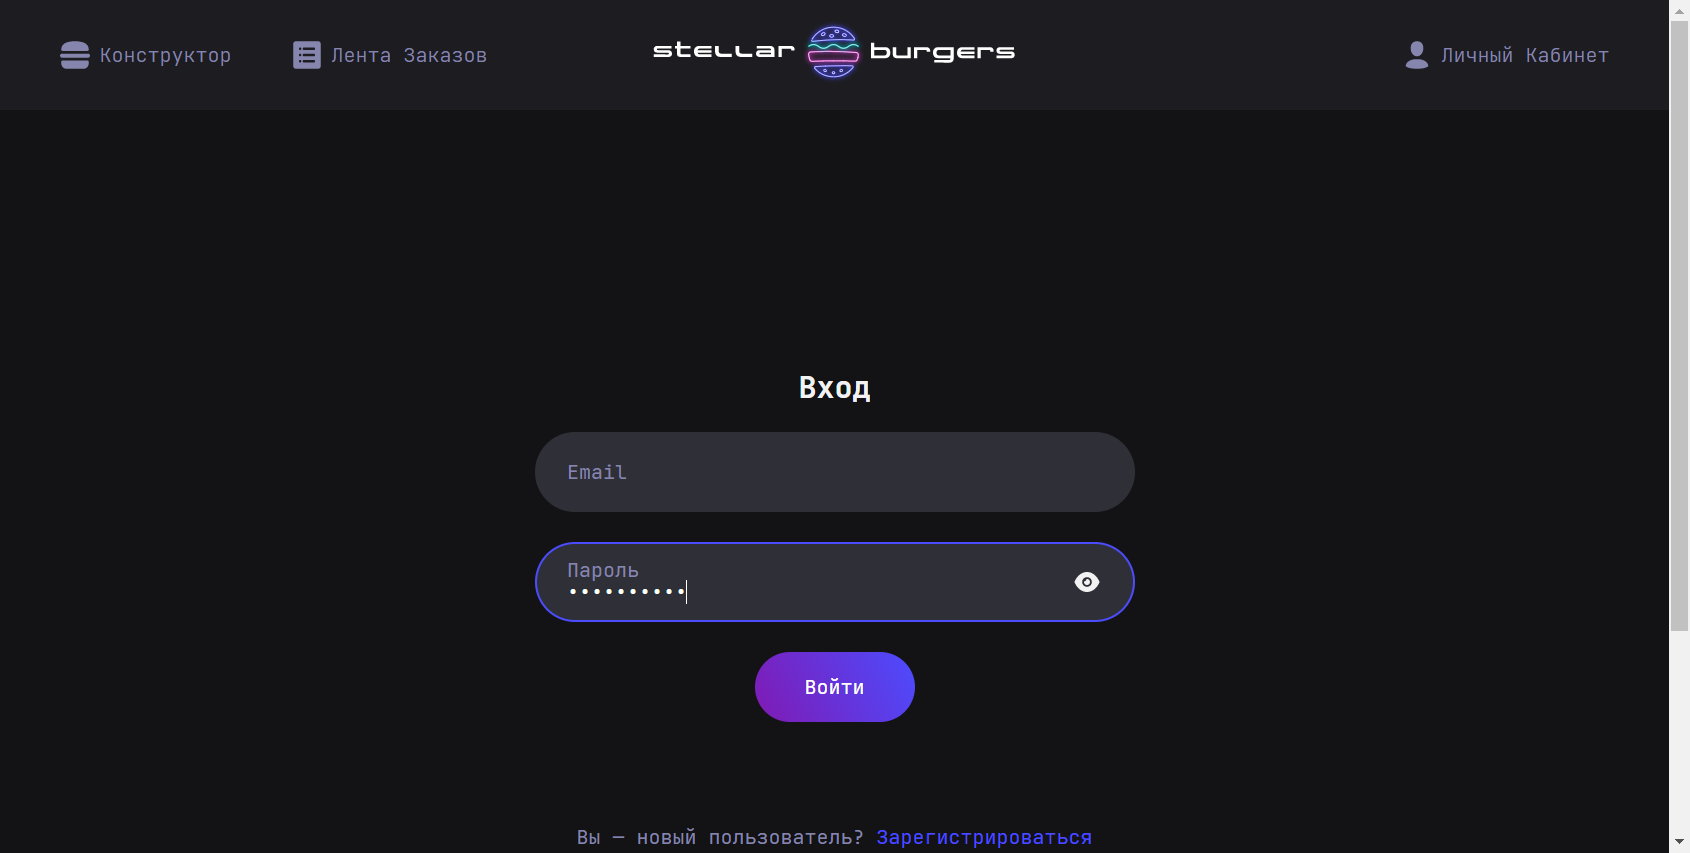 Конструктор
Лента Заказов
stellar burgers
Личный Кабинет
Вход
Email
Пароль
••••••••••
Войти
Вы — новый пользователь? Зарегистрироваться